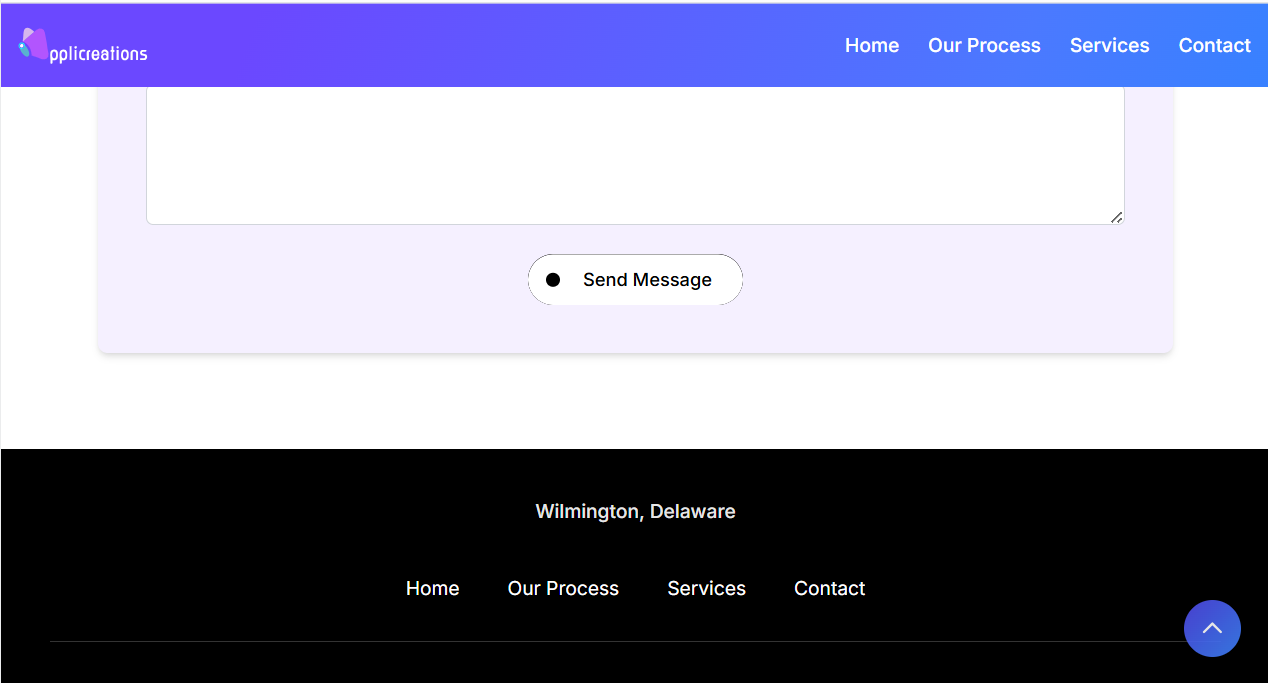 pplicreations
Home Our Process Services Contact
Send Message
Wilmington, Delaware
Home Our Process Services Contact